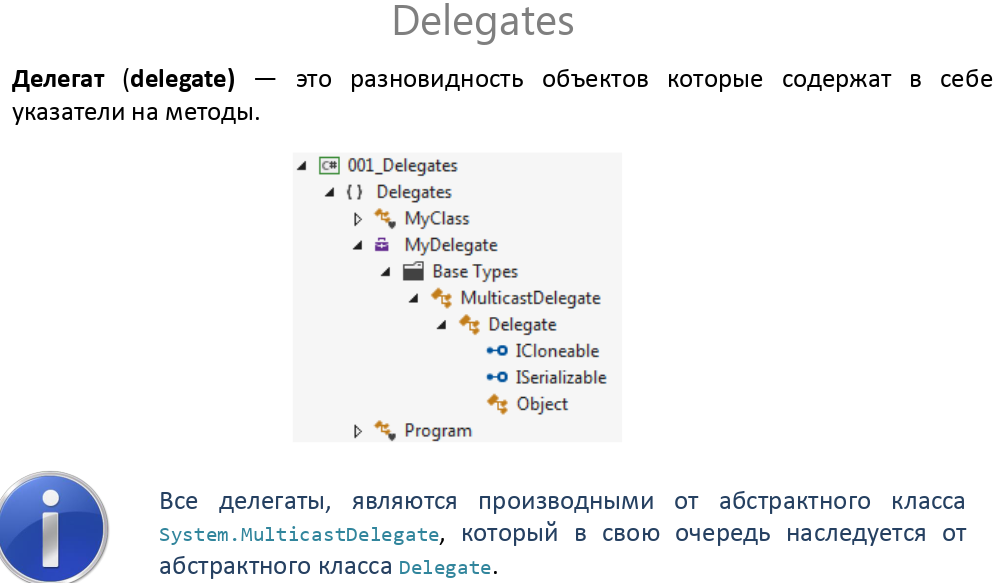 Delegates
Делегат (delegate) — это разновидность объектов которые содержат в себе
указатели на методы.
C# 001_Delegates
{ } Delegates
MyClass
MyDelegate
Base Types
MulticastDelegate
Delegate
ICloneable
ISerializable
Object
Program
Все делегаты, являются производными от абстрактного класса
System.MulticastDelegate, который в свою очередь наследуется от
абстрактного класса Delegate.